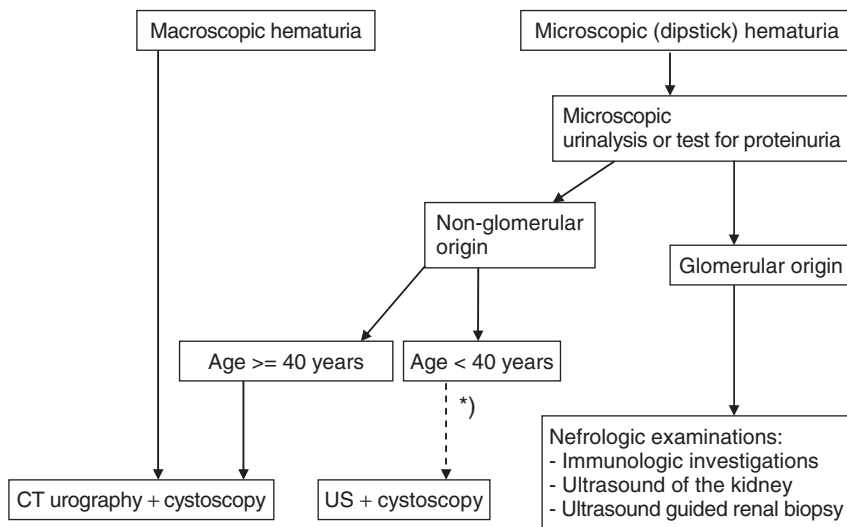 Macroscopic hematuria
Microscopic (dipstick) hematuria
Microscopic
urinalysis or test for proteinuria
Non-glomerular
origin
Glomerular origin
Age >= 40 years
Age < 40 years
*)
Nefrologic examinations:
- Immunologic investigations
- Ultrasound of the kidney
- Ultrasound guided renal biopsy
CT urography + cystoscopy
US + cystoscopy